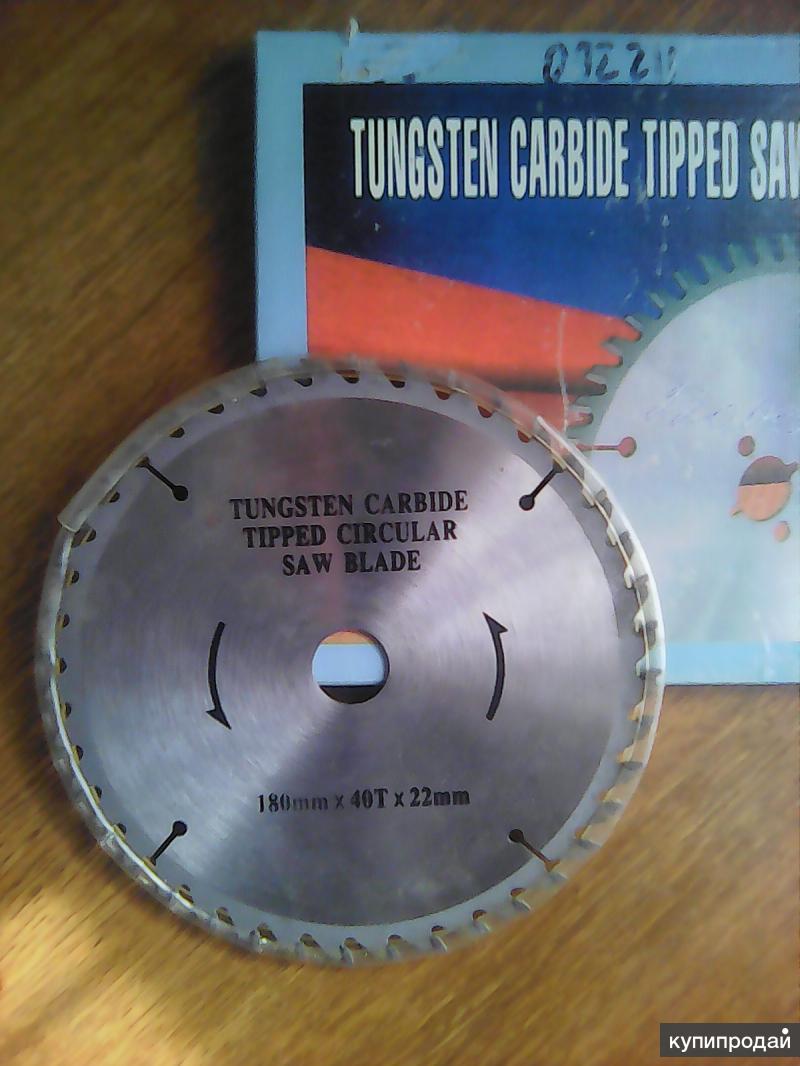 TUNGSTEN CARBIDE TIPPED SAW
TUNGSTEN CARBIDE
TIPPED CIRCULAR
SAW BLADE
180mm x 40T x 22mm
купипродай